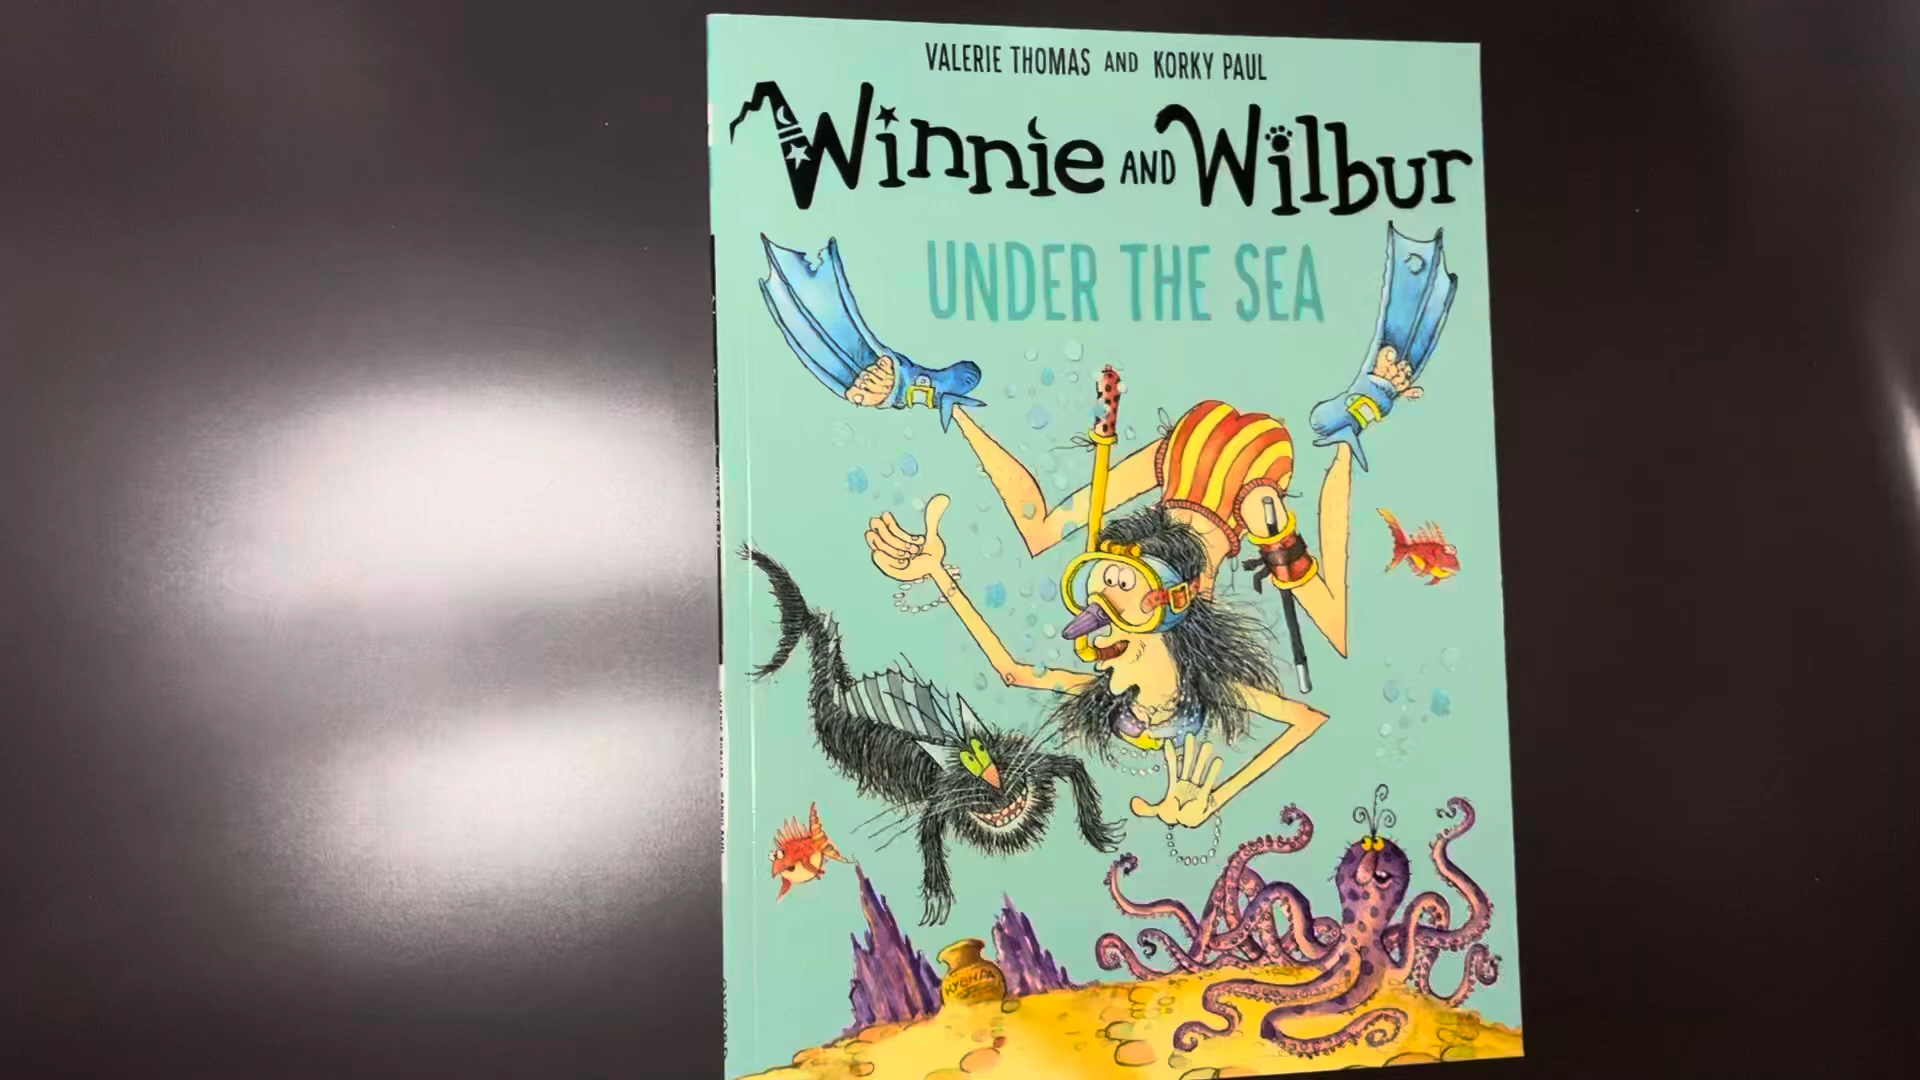 VALERIE THOMAS AND KORKY PAUL
Winnie AND Wilbur
UNDER THE SEA